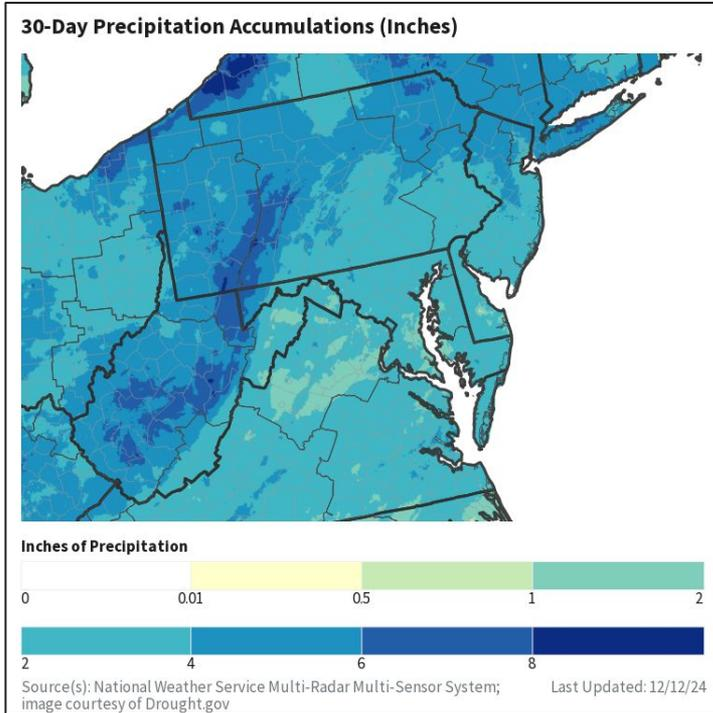 30-Day Precipitation Accumulations (Inches)
Inches of Precipitation
0 0.01 0.5 1 2
2 4 6 8
Source(s): National Weather Service Multi-Radar Multi-Sensor System; Last Updated: 12/12/24
image courtesy of Drought.gov